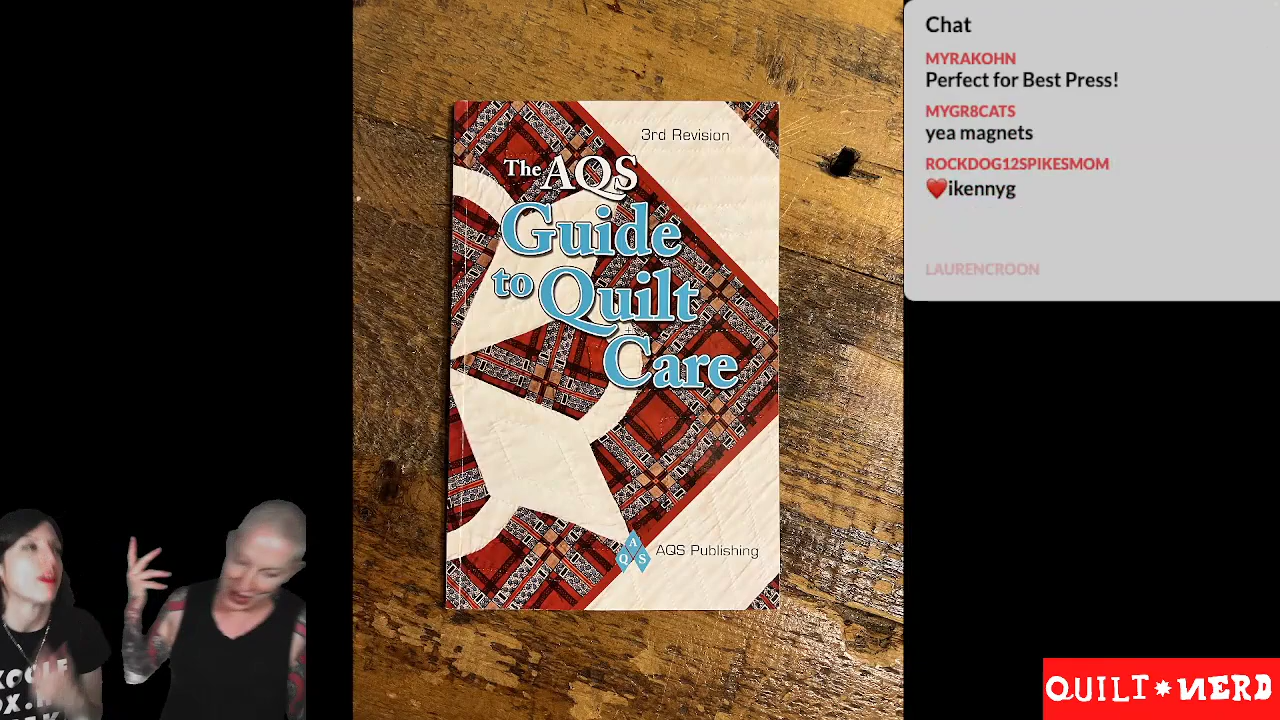 3rd Revision
The AQS
Guide
to Quilt
Care
A
Q S
AQS Publishing
Chat
MYRAKOHN
Perfect for Best Press!
MYGR8CATS
yea magnets
ROCKDOG12SPIKESMOM
❤️ikennyg
LAURENCROON
QUILT*NERD